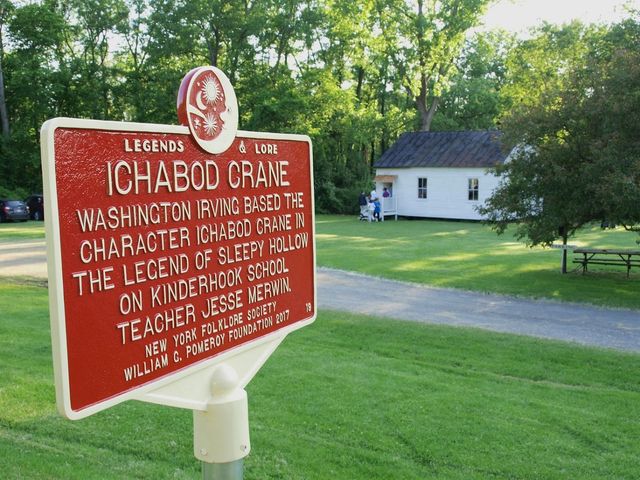 LEGENDS & LORE
ICHABOD CRANE
WASHINGTON IRVING BASED THE
CHARACTER ICHABOD CRANE IN
THE LEGEND OF SLEEPY HOLLOW
ON KINDERHOOK SCHOOL
TEACHER JESSE MERWIN.
NEW YORK FOLKLORE SOCIETY
WILLIAM G. POMEROY FOUNDATION 2017